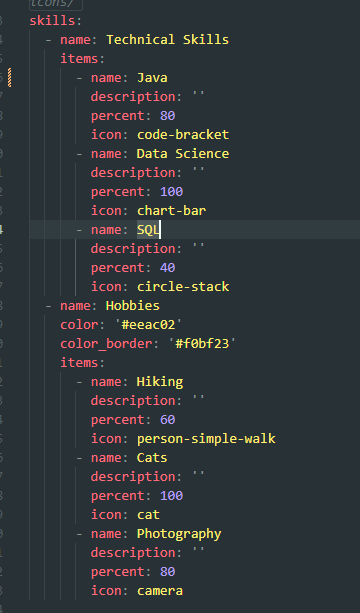 icons/
skills:
  - name: Technical Skills
    items:
      - name: Java
        description: ''
        percent: 80
        icon: code-bracket
      - name: Data Science
        description: ''
        percent: 100
        icon: chart-bar
      - name: SQL
        description: ''
        percent: 40
        icon: circle-stack
  - name: Hobbies
    color: '#eeac02'
    color_border: '#f0bf23'
    items:
      - name: Hiking
        description: ''
        percent: 60
        icon: person-simple-walk
      - name: Cats
        description: ''
        percent: 100
        icon: cat
      - name: Photography
        description: ''
        percent: 80
        icon: camera